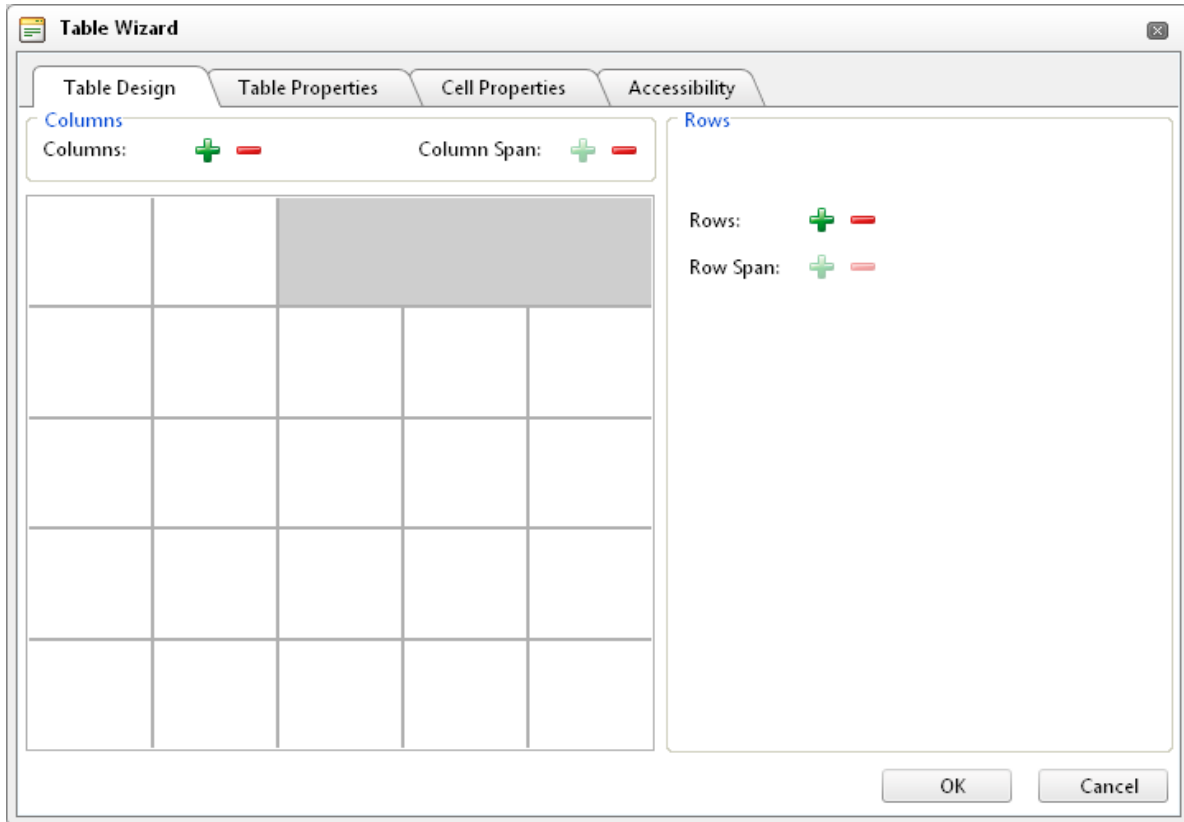 Table Wizard
Table Design Table Properties Cell Properties Accessibility
Columns
Columns: Column Span:
Rows
Rows:
Row Span:
OK Cancel